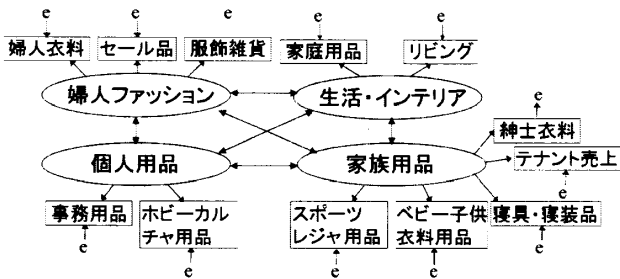 e e e e e
婦人衣料 セール品 服飾雑貨 家庭用品 リビング
e
婦人ファッション 生活・インテリア
紳士衣料
個人用品 家族用品 テナント売上
e
事務用品 ホビーカル スポーツ ベビー子供 寝具・寝装品
チャ用品 レジャ用品 衣料用品
e e e e e